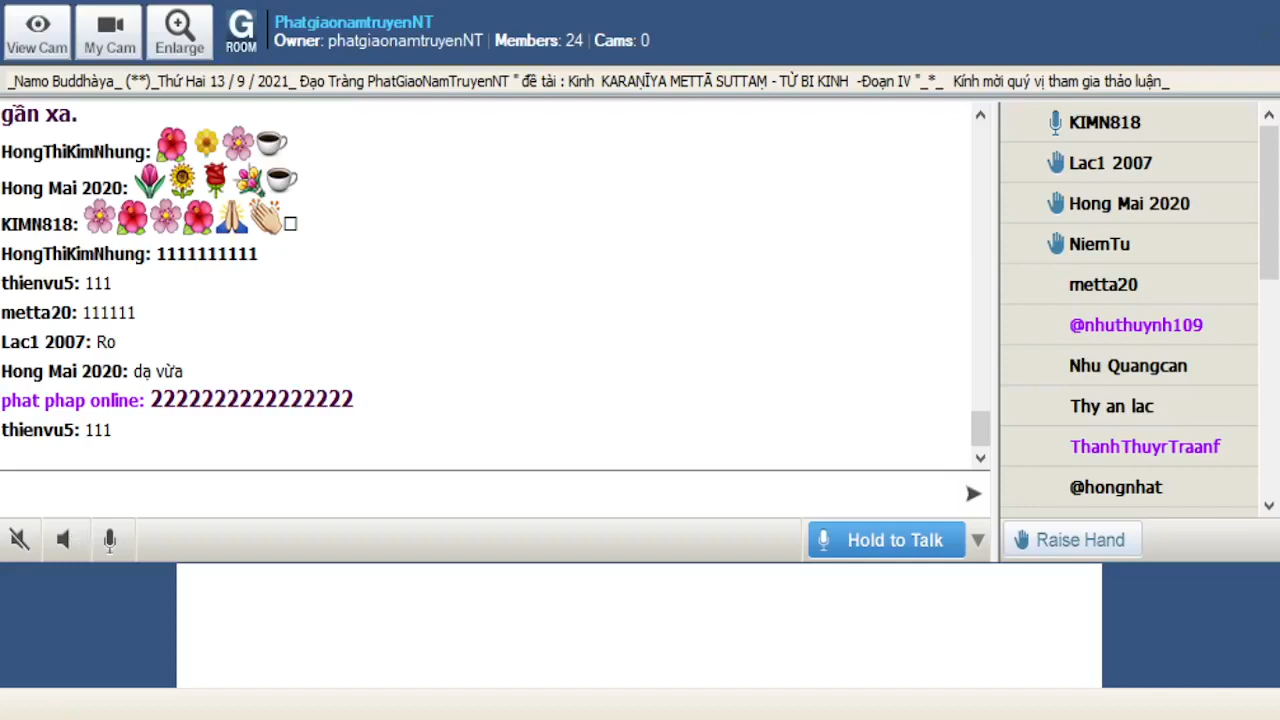 View Cam
My Cam
Enlarge
G
ROOM
PhatgiaonamtruyenNT
Owner: phatgiaonamtruyenNT | Members: 24 | Cams: 0
_Namo Buddhàya_ (**)_Thứ Hai 13 / 9 / 2021_ Đạo Tràng PhatGiaoNamTruyenNT " đề tài : Kinh KARAṆĪYA METTĀ SUTTAṂ - TỪ BI KINH -Đoạn IV "_*_ Kính mời quý vị tham gia thảo luận_
gần xa.
HongThiKimNhung:
Hong Mai 2020:
KIMN818:
HongThiKimNhung: 1111111111
thienvu5: 111
metta20: 111111
Lac1 2007: Ro
Hong Mai 2020: dạ vừa
phat phap online: 2222222222222222
thienvu5: 111
KIMN818
Lac1 2007
Hong Mai 2020
NiemTu
metta20
@nhuthuynh109
Nhu Quangcan
Thy an lac
ThanhThuyrTraanf
@hongnhat
Hold to Talk
Raise Hand